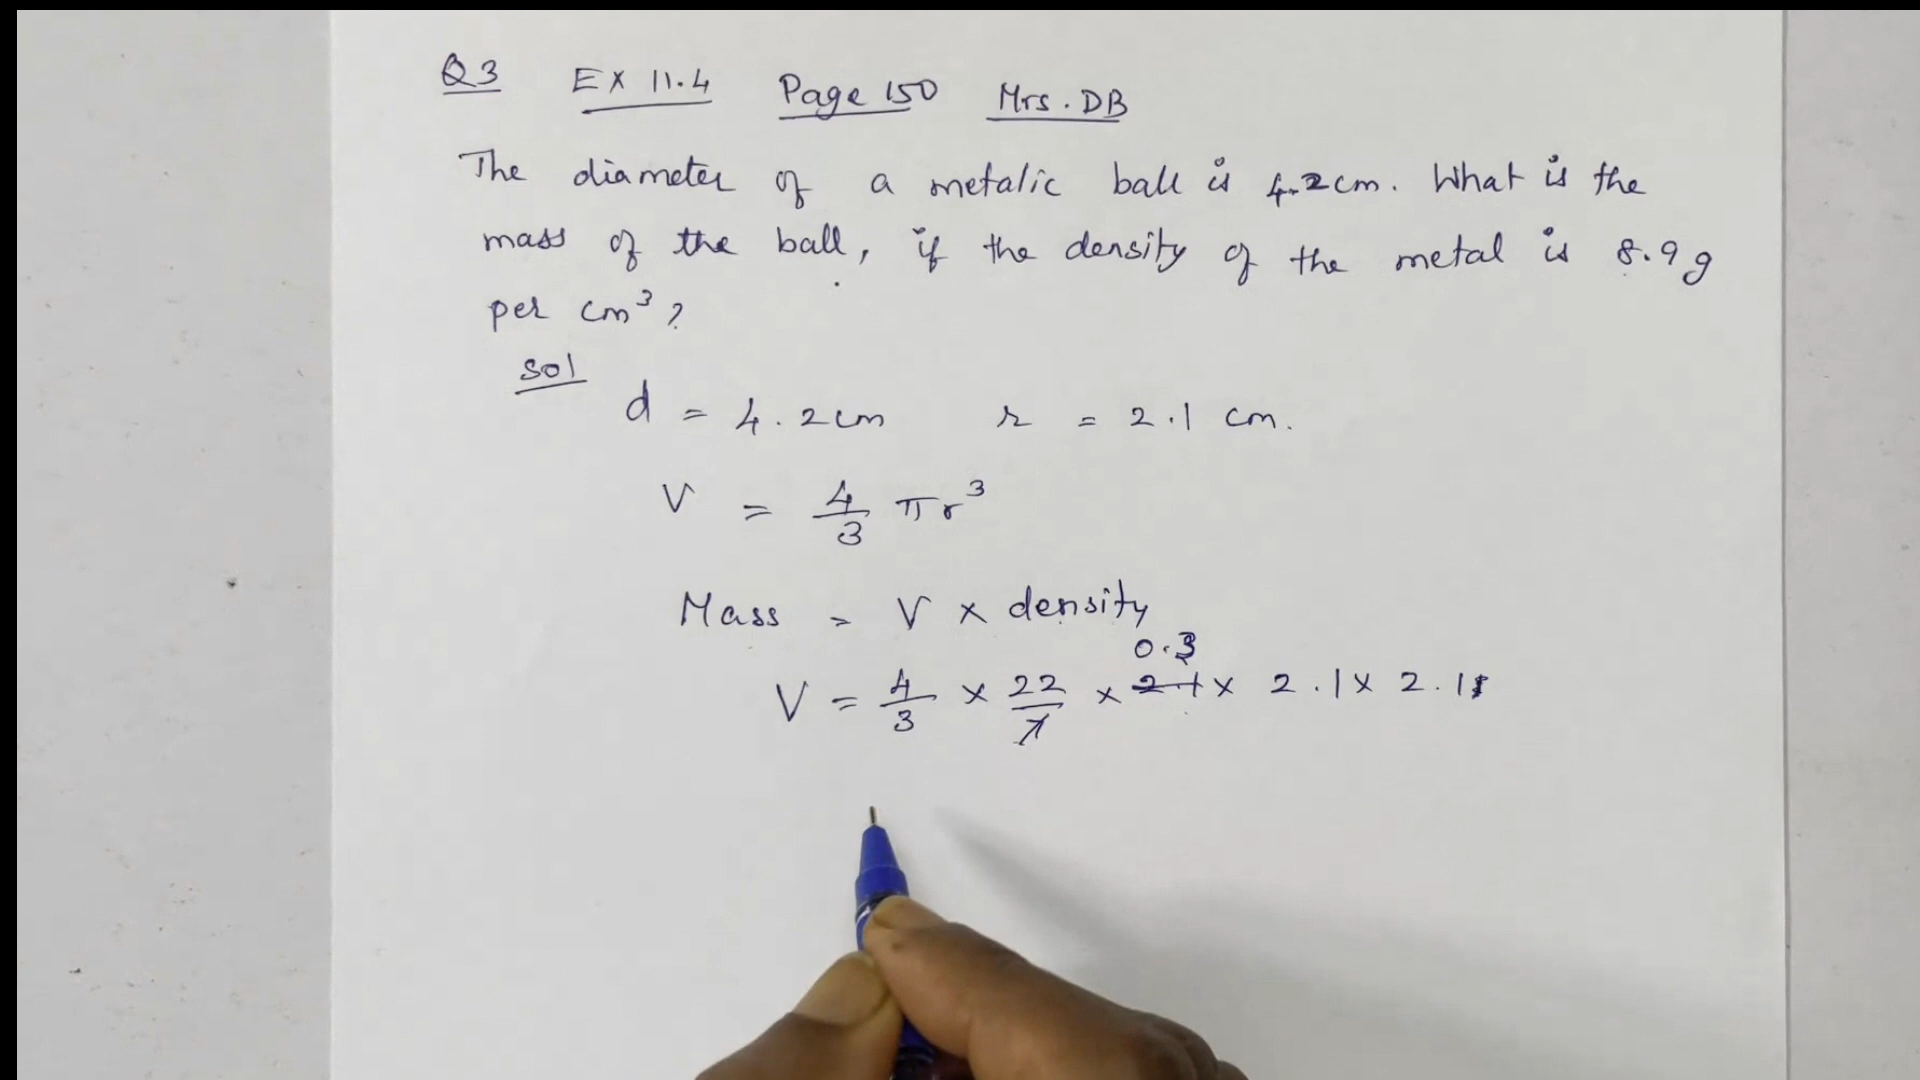 Q3 EX 11.4 Page 150 Mrs. DB
The diameter of a metalic ball is 4.2cm. What is the
mass of the ball, if the density of the metal is 8.9g
per cm³?
Sol
d = 4.2cm r = 2.1 cm.
V = 4/3 πr³
Mass = V × density
0.3
V = 4/3 × 22/7 × 2.1 × 2.1 × 2.1